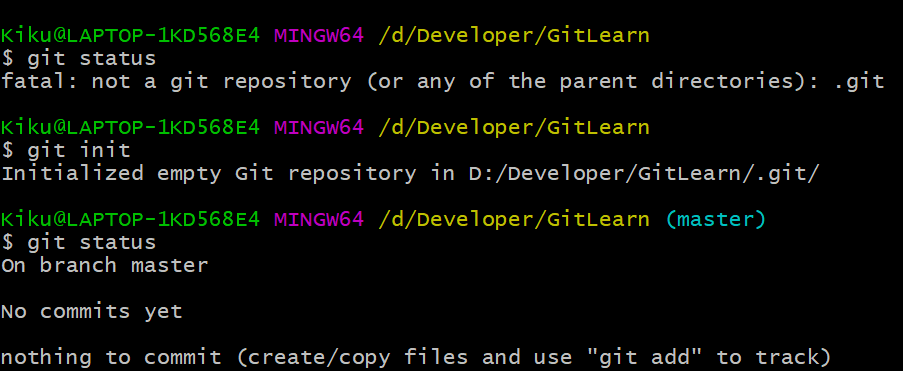 Kiku@LAPTOP-1KD568E4 MINGW64 /d/Developer/GitLearn
$ git status
fatal: not a git repository (or any of the parent directories): .git
Kiku@LAPTOP-1KD568E4 MINGW64 /d/Developer/GitLearn
$ git init
Initialized empty Git repository in D:/Developer/GitLearn/.git/
Kiku@LAPTOP-1KD568E4 MINGW64 /d/Developer/GitLearn (master)
$ git status
On branch master
No commits yet
nothing to commit (create/copy files and use "git add" to track)